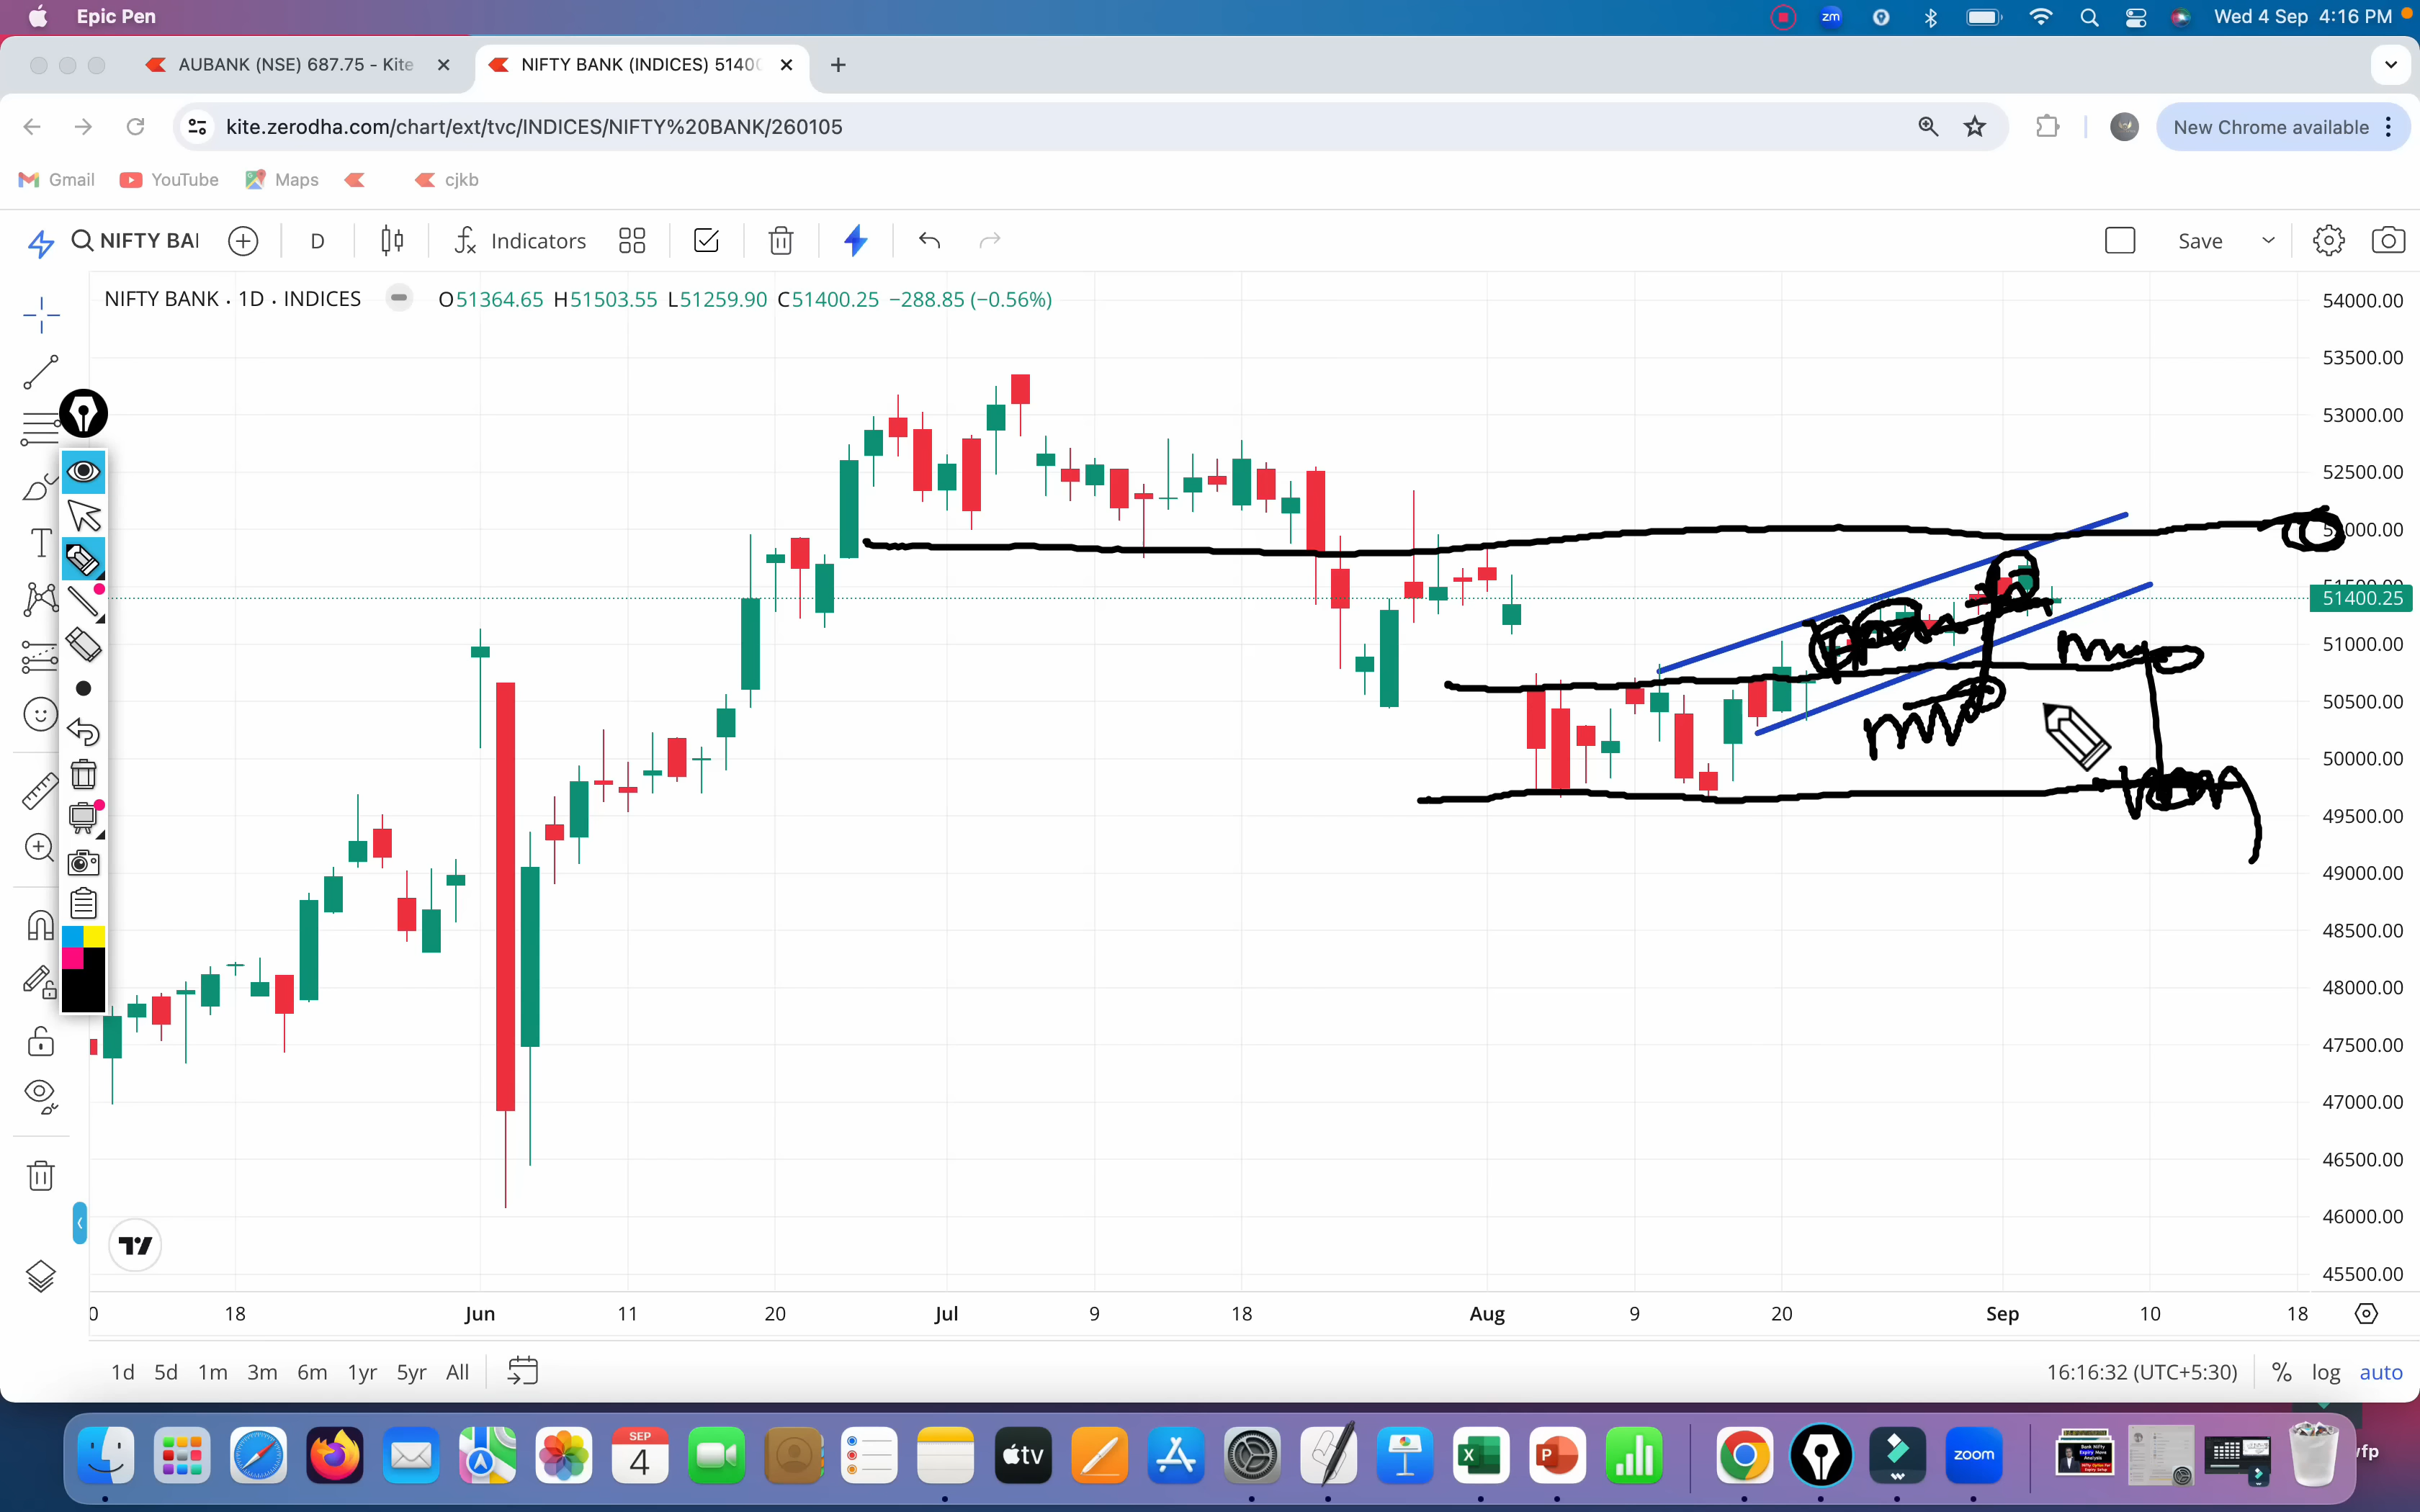 Epic Pen
zm
Wed 4 Sep 4:16 PM
AUBANK (NSE) 687.75 - Kite
NIFTY BANK (INDICES) 5140
kite.zerodha.com/chart/ext/tvc/INDICES/NIFTY%20BANK/260105
New Chrome available
Gmail
YouTube
Maps
cjkb
NIFTY BA
D
Indicators
Save
NIFTY BANK · 1D · INDICES
O51364.65 H51503.55 L51259.90 C51400.25 −288.85 (−0.56%)
54000.00
53500.00
53000.00
52500.00
51400.25
51000.00
50500.00
50000.00
49500.00
49000.00
48500.00
48000.00
47500.00
47000.00
46500.00
46000.00
45500.00
T
0 18 Jun 11 20 Jul 9 18 Aug 9 20 Sep 10 18
1d 5d 1m 3m 6m 1yr 5yr All
16:16:32 (UTC+5:30)
% log auto
SEP
4
tv
X
P
zoom